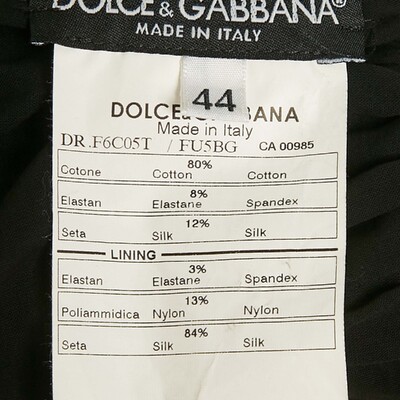 DOLCE & GABBANA®
MADE IN ITALY
44
DOLCE & GABBANA
Made in Italy
DR.F6C05T / FU5BG CA 00985
80%
Cotone Cotton Cotton
8%
Elastan Elastane Spandex
12%
Seta Silk Silk
LINING
3%
Elastan Elastane Spandex
13%
Poliammidica Nylon Nylon
84%
Seta Silk Silk